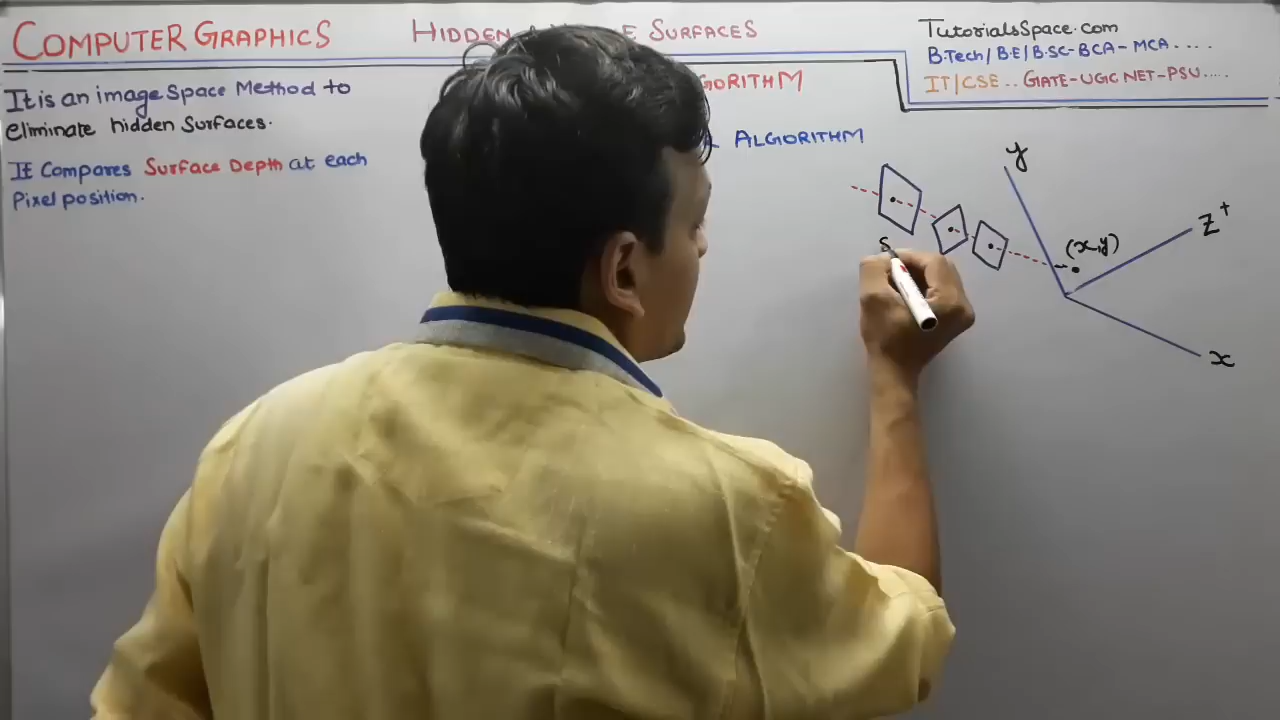 COMPUTER GRAPHICS
HIDDEN SURFACES
TutorialsSpace.com
B.Tech/B.E/B.SC-BCA-MCA.....
IT/CSE.. GATE-UGC NET-PSU.....
It is an image Space Method to
eliminate hidden Surfaces.
ALGORITHM
It Compares Surface Depth at each
Pixel position.
y
z+
(x,y)
S
x